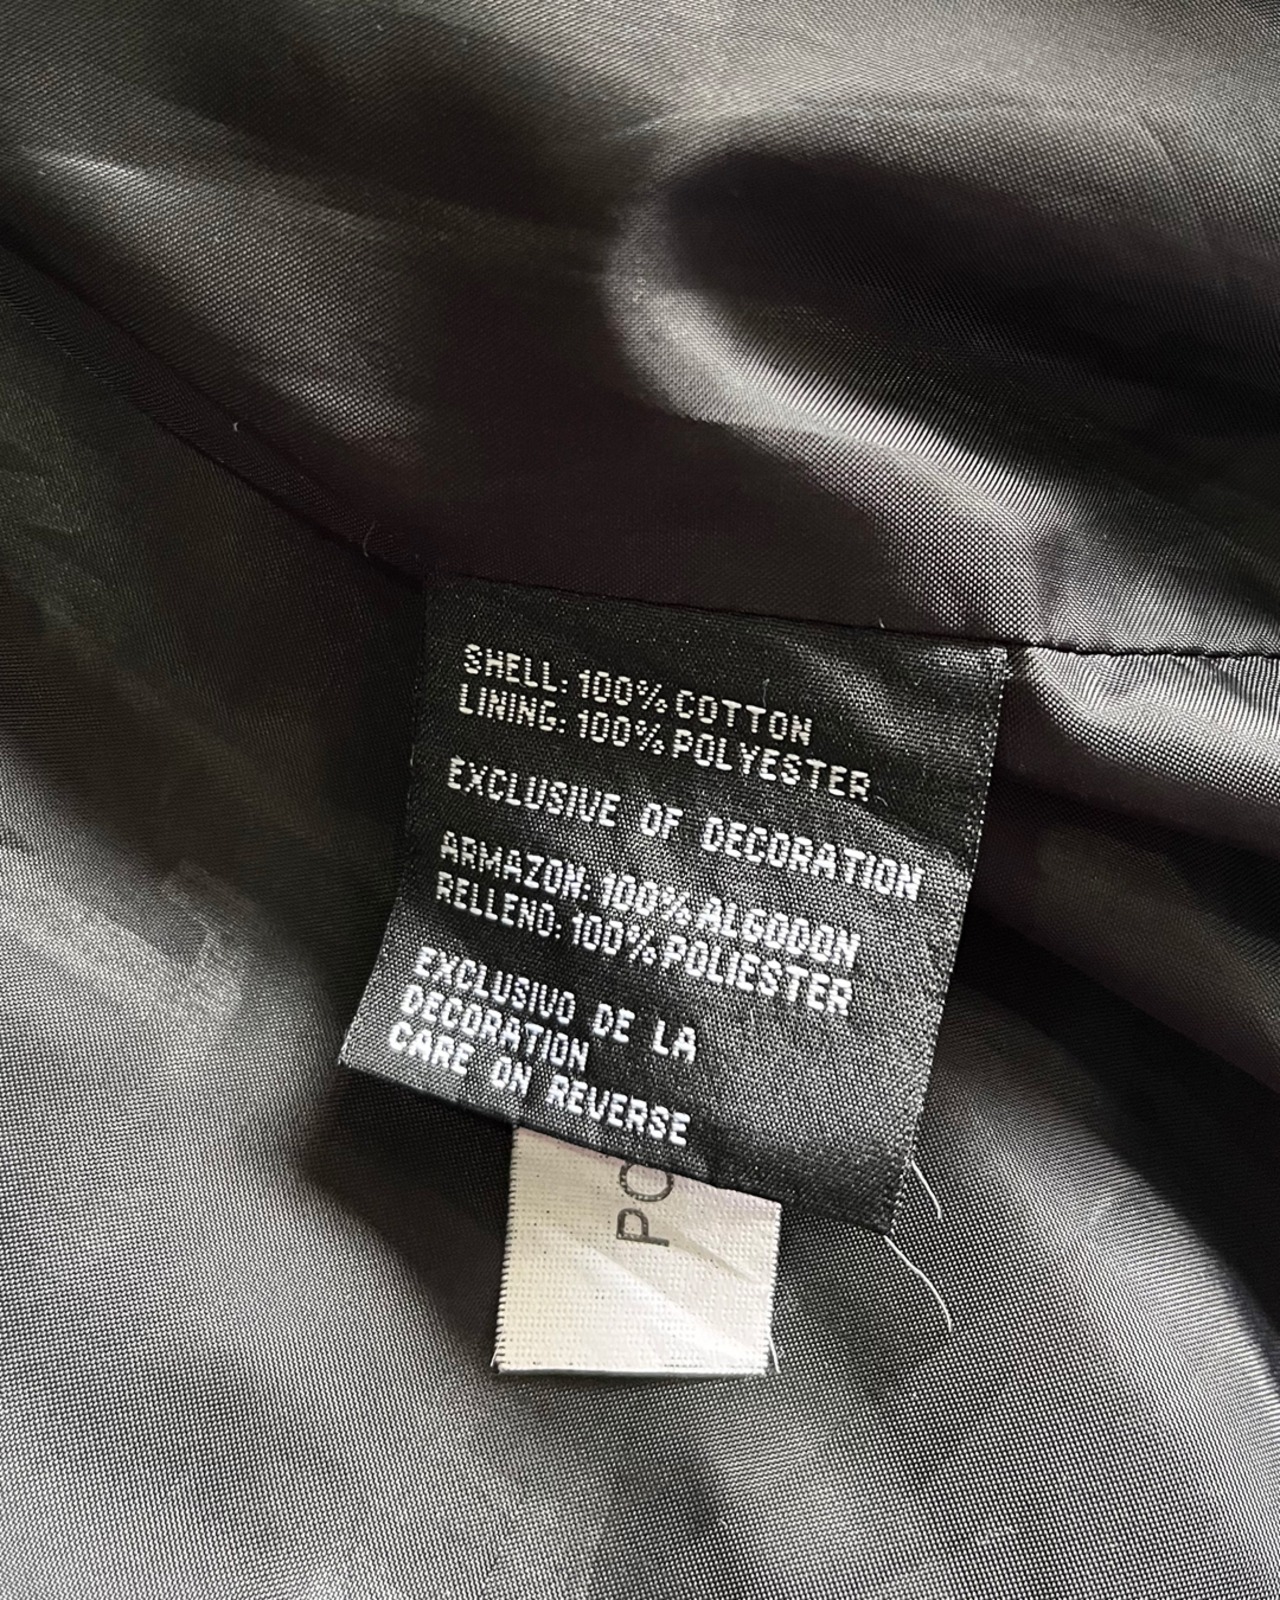 SHELL: 100% COTTON
LINING: 100% POLYESTER
EXCLUSIVE OF DECORATION
ARMAZON: 100% ALGODON
RELLENO: 100% POLIESTER
EXCLUSIVO DE LA
DECORATION
CARE ON REVERSE
PO